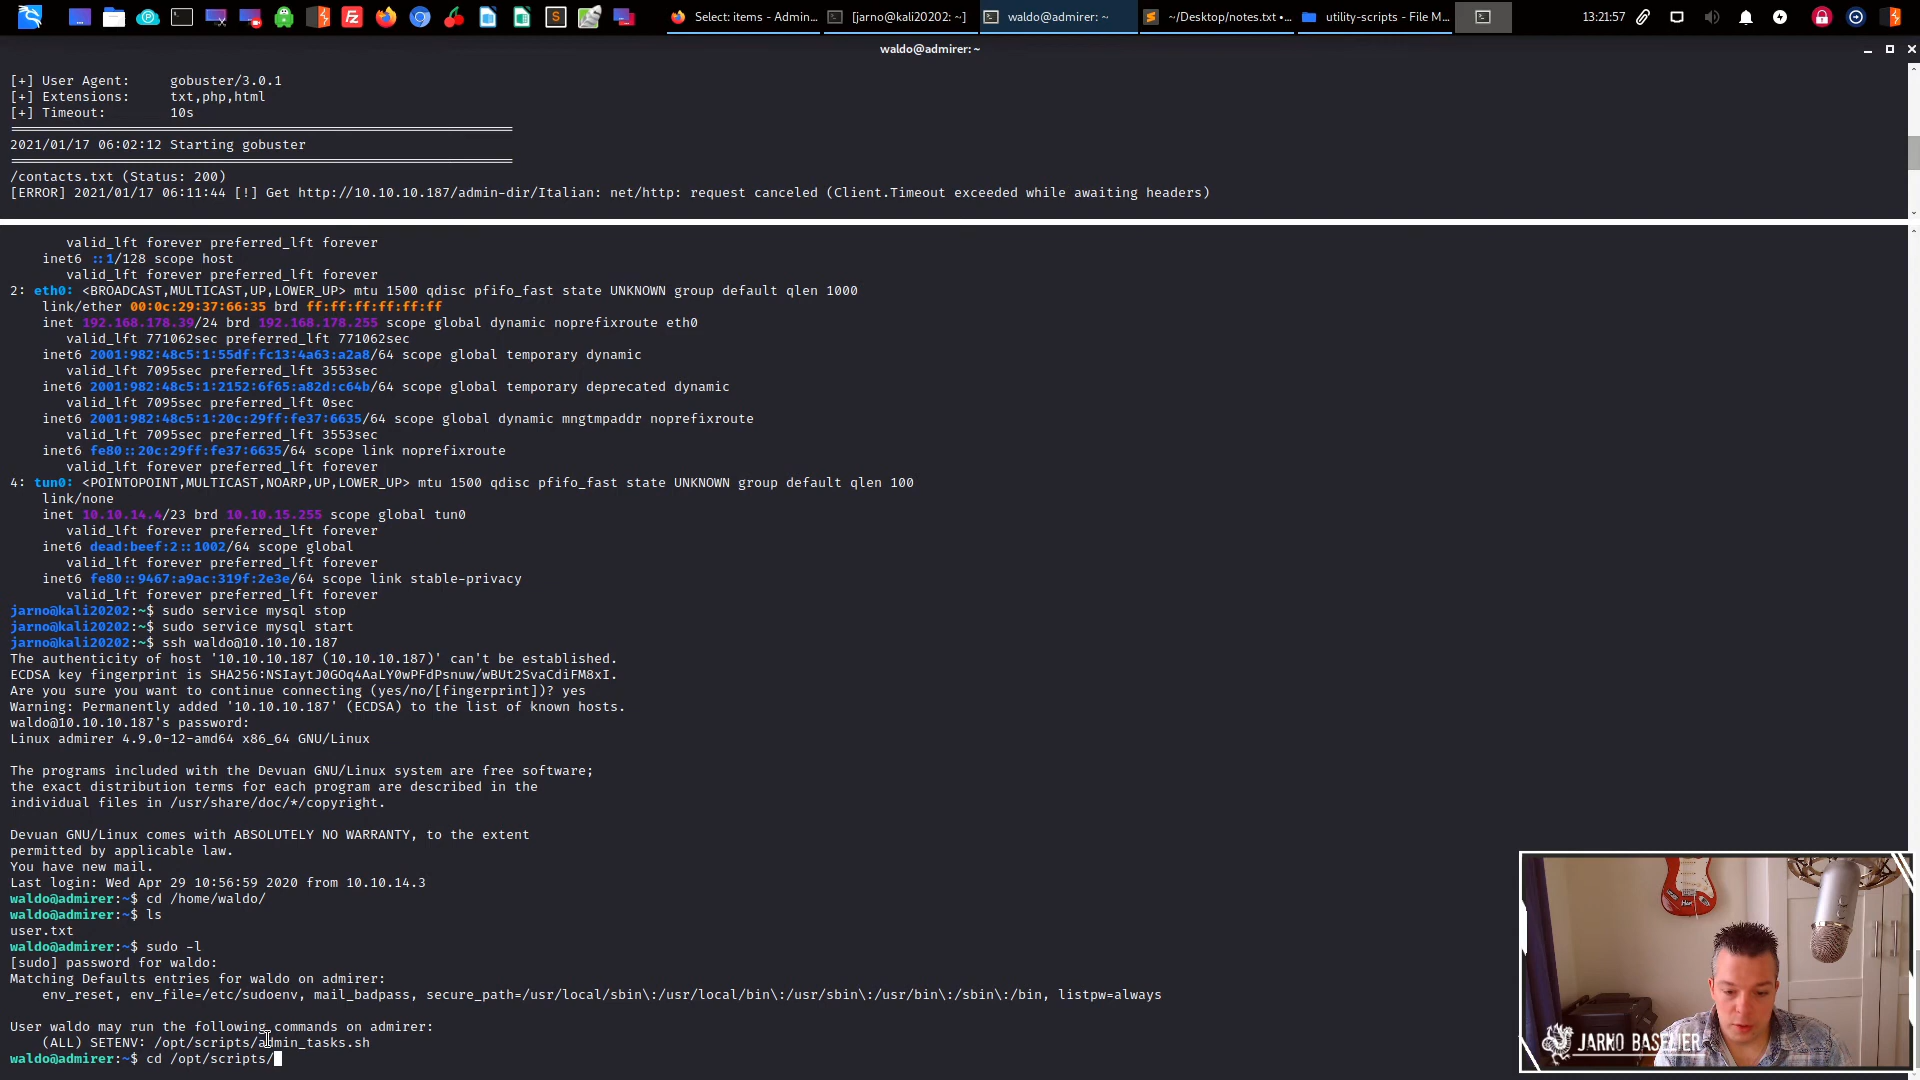 Select: items - Admin...
[jarno@kali20202: ~]
waldo@admirer: ~
~/Desktop/notes.txt •...
utility-scripts - File M...
13:21:57
waldo@admirer: ~
[+] User Agent:     gobuster/3.0.1
[+] Extensions:     txt,php,html
[+] Timeout:        10s
===============================================================
2021/01/17 06:02:12 Starting gobuster
===============================================================
/contacts.txt (Status: 200)
[ERROR] 2021/01/17 06:11:44 [!] Get http://10.10.10.187/admin-dir/Italian: net/http: request canceled (Client.Timeout exceeded while awaiting headers)
valid_lft forever preferred_lft forever
inet6 ::1/128 scope host
valid_lft forever preferred_lft forever
2: eth0: <BROADCAST,MULTICAST,UP,LOWER_UP> mtu 1500 qdisc pfifo_fast state UNKNOWN group default qlen 1000
link/ether 00:0c:29:37:66:35 brd ff:ff:ff:ff:ff:ff
inet 192.168.178.39/24 brd 192.168.178.255 scope global dynamic noprefixroute eth0
valid_lft 771062sec preferred_lft 771062sec
inet6 2001:982:48c5:1:55df:fc13:4a63:a2a8/64 scope global temporary dynamic
valid_lft 7095sec preferred_lft 3553sec
inet6 2001:982:48c5:1:2152:6f65:a82d:c64b/64 scope global temporary deprecated dynamic
valid_lft 7095sec preferred_lft 0sec
inet6 2001:982:48c5:1:20c:29ff:fe37:6635/64 scope global dynamic mngtmpaddr noprefixroute
valid_lft 7095sec preferred_lft 3553sec
inet6 fe80::20c:29ff:fe37:6635/64 scope link noprefixroute
valid_lft forever preferred_lft forever
4: tun0: <POINTOPOINT,MULTICAST,NOARP,UP,LOWER_UP> mtu 1500 qdisc pfifo_fast state UNKNOWN group default qlen 100
link/none
inet 10.10.14.4/23 brd 10.10.15.255 scope global tun0
valid_lft forever preferred_lft forever
inet6 dead:beef:2::1002/64 scope global
valid_lft forever preferred_lft forever
inet6 fe80::9467:a9ac:319f:2e3e/64 scope link stable-privacy
valid_lft forever preferred_lft forever
jarno@kali20202:~$ sudo service mysql stop
jarno@kali20202:~$ sudo service mysql start
jarno@kali20202:~$ ssh waldo@10.10.10.187
The authenticity of host '10.10.10.187 (10.10.10.187)' can't be established.
ECDSA key fingerprint is SHA256:NSIaytJ0GOq4AaLY0wPFdPsnuw/wBUt2SvaCdiFM8xI.
Are you sure you want to continue connecting (yes/no/[fingerprint])? yes
Warning: Permanently added '10.10.10.187' (ECDSA) to the list of known hosts.
waldo@10.10.10.187's password:
Linux admirer 4.9.0-12-amd64 x86_64 GNU/Linux
The programs included with the Devuan GNU/Linux system are free software;
the exact distribution terms for each program are described in the
individual files in /usr/share/doc/*/copyright.
Devuan GNU/Linux comes with ABSOLUTELY NO WARRANTY, to the extent
permitted by applicable law.
You have new mail.
Last login: Wed Apr 29 10:56:59 2020 from 10.10.14.3
waldo@admirer:~$ cd /home/waldo/
waldo@admirer:~$ ls
user.txt
waldo@admirer:~$ sudo -l
[sudo] password for waldo:
Matching Defaults entries for waldo on admirer:
env_reset, env_file=/etc/sudoenv, mail_badpass, secure_path=/usr/local/sbin\:/usr/local/bin\:/usr/sbin\:/usr/bin\:/sbin\:/bin, listpw=always
User waldo may run the following commands on admirer:
(ALL) SETENV: /opt/scripts/admin_tasks.sh
waldo@admirer:~$ cd /opt/scripts/
JARNO BASELIER